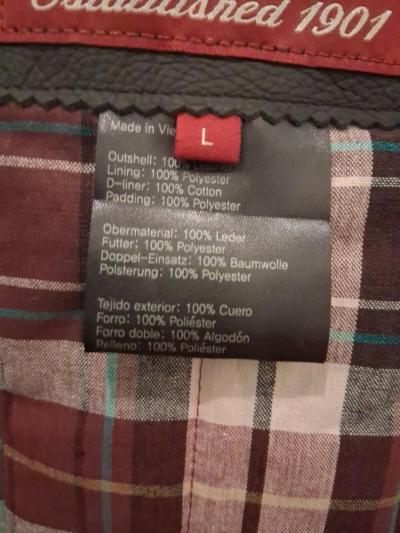 Established 1901
Made in Vie
L
Outshell: 100% Leather
Lining: 100% Polyester
D-liner: 100% Cotton
Padding: 100% Polyester
Obermaterial: 100% Leder
Futter: 100% Polyester
Doppel-Einsatz: 100% Baumwolle
Polsterung: 100% Polyester
Tejido exterior: 100% Cuero
Forro: 100% Poliéster
Forro doble: 100% Algodón
Relleno: 100% Poliéster